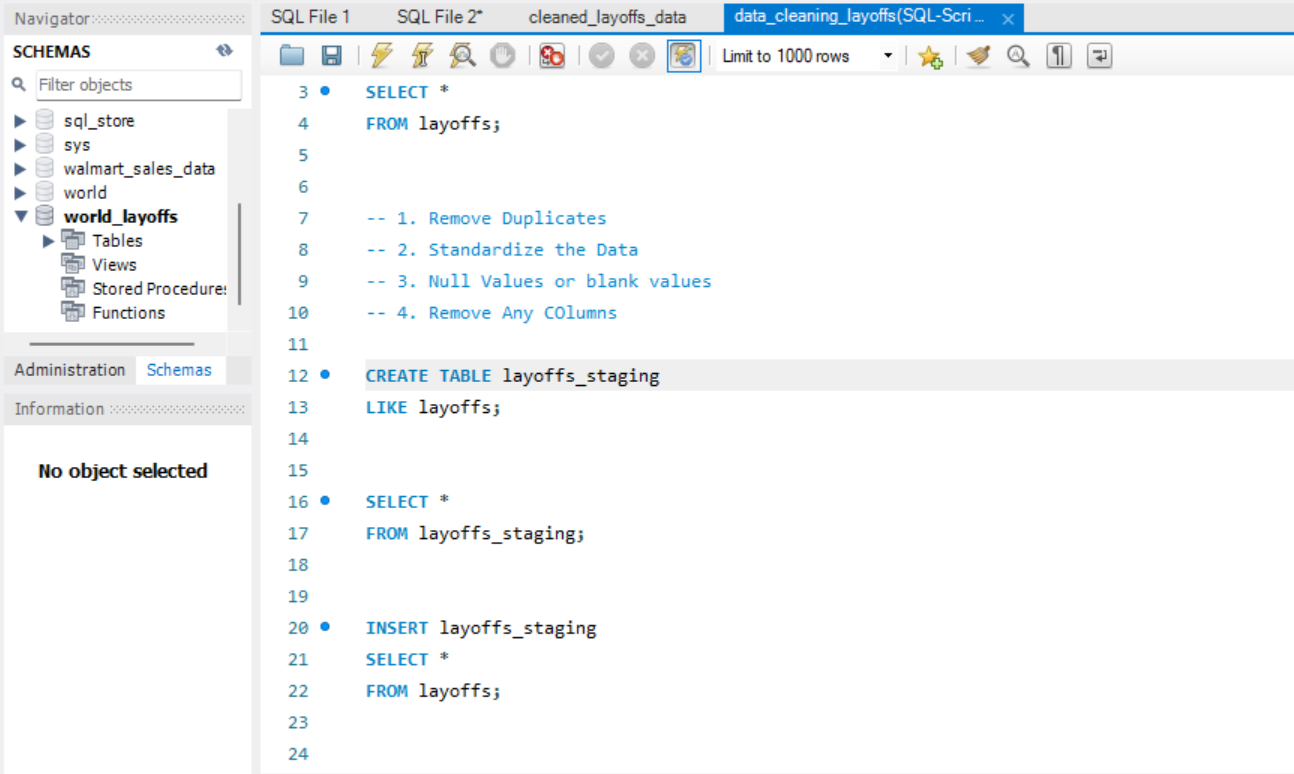 Navigator
SCHEMAS
Filter objects
sql_store
sys
walmart_sales_data
world
world_layoffs
Tables
Views
Stored Procedures
Functions
Administration Schemas
Information
No object selected
SQL File 1 SQL File 2* cleaned_layoffs_data data_cleaning_layoffs(SQL-Scri ...
Limit to 1000 rows
3 SELECT *
4 FROM layoffs;
5
6
7 -- 1. Remove Duplicates
8 -- 2. Standardize the Data
9 -- 3. Null Values or blank values
10 -- 4. Remove Any COlumns
11
12 CREATE TABLE layoffs_staging
13 LIKE layoffs;
14
15
16 SELECT *
17 FROM layoffs_staging;
18
19
20 INSERT layoffs_staging
21 SELECT *
22 FROM layoffs;
23
24